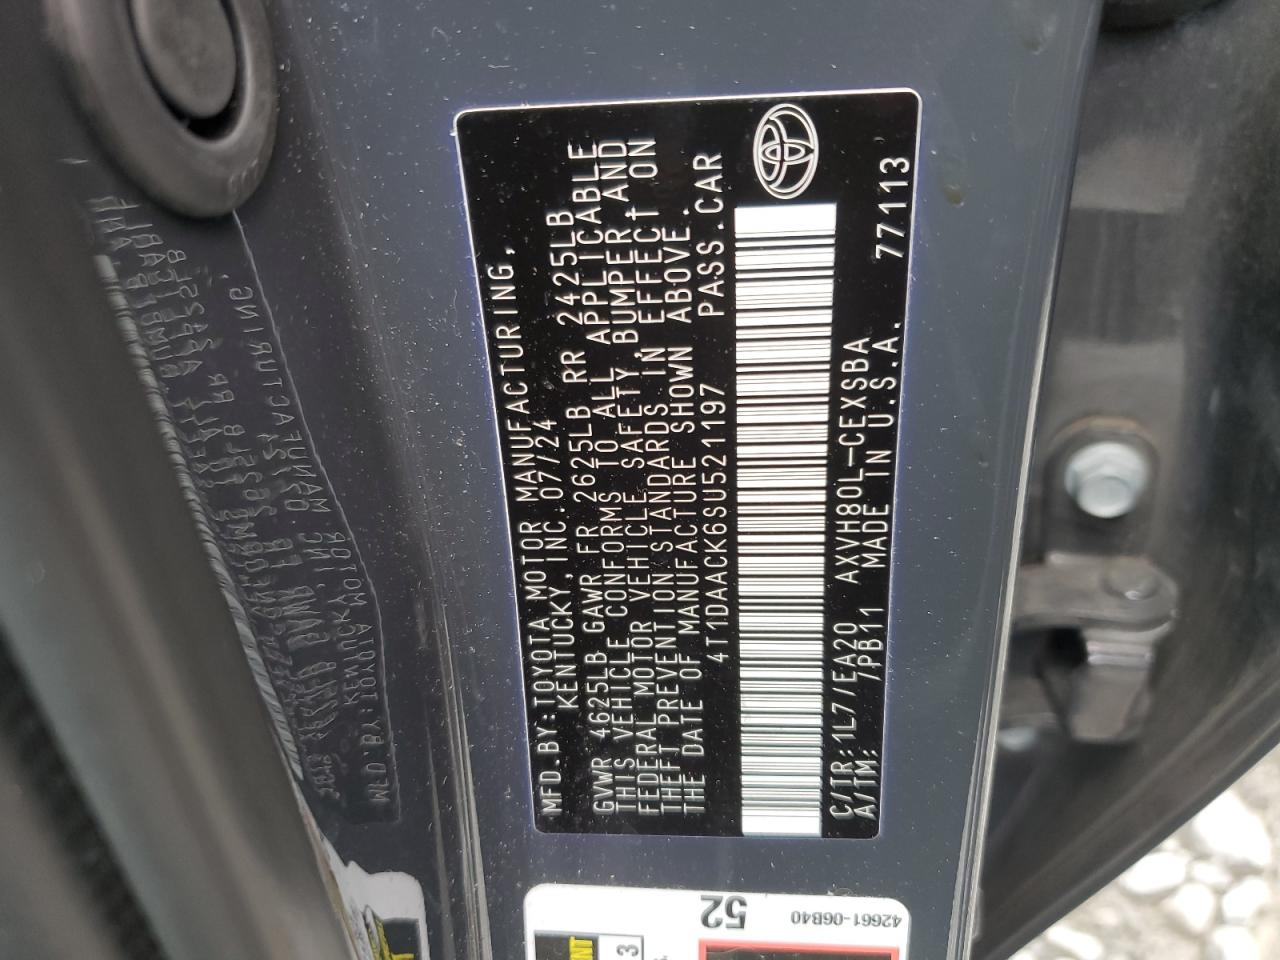 MFD.BY:TOYOTA MOTOR MANUFACTURING,
KENTUCKY, INC. 07/24
GVWR 4625LB GAWR FR 2625LB RR 2425LB
THIS VEHICLE CONFORMS TO ALL APPLICABLE
FEDERAL MOTOR VEHICLE SAFETY, BUMPER, AND
THEFT PREVENTION STANDARDS IN EFFECT ON
THE DATE OF MANUFACTURE SHOWN ABOVE.
4T1DAACK6SU521197 PASS.CAR
C/TR:1L7/EA20 AXVH80L-CEXSBA
A/TM: /PB11 MADE IN U.S.A. 77113
52
42661-06B40
3